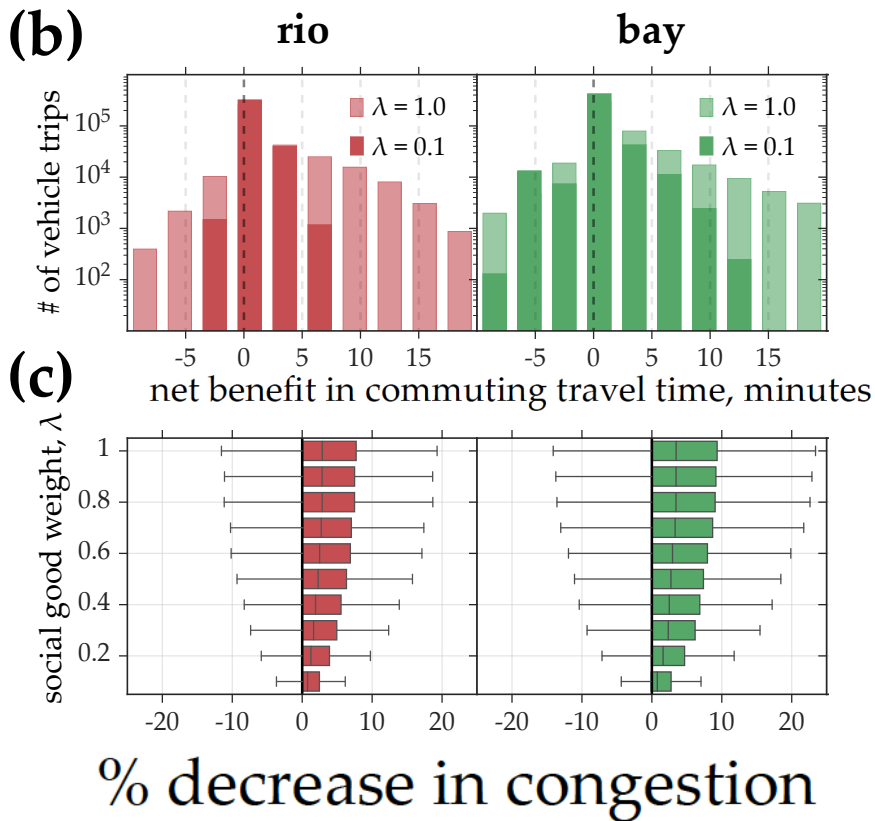 (b)
rio
bay
# of vehicle trips
10^5
10^4
10^3
10^2
λ = 1.0
λ = 0.1
λ = 1.0
λ = 0.1
-5 0 5 10 15
-5 0 5 10 15
net benefit in commuting travel time, minutes
(c)
social good weight, λ
1
0.8
0.6
0.4
0.2
-20 -10 0 10 20
-20 -10 0 10 20
% decrease in congestion